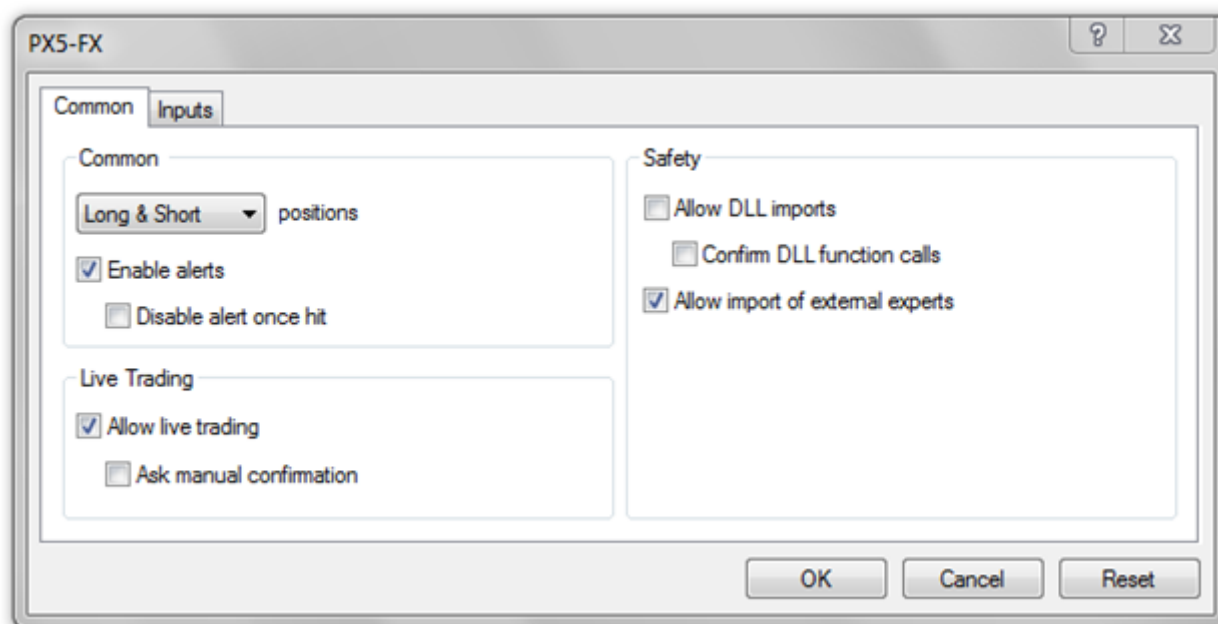 PX5-FX
Common
Inputs
Common
Long & Short positions
Enable alerts
Disable alert once hit
Live Trading
Allow live trading
Ask manual confirmation
Safety
Allow DLL imports
Confirm DLL function calls
Allow import of external experts
OK
Cancel
Reset